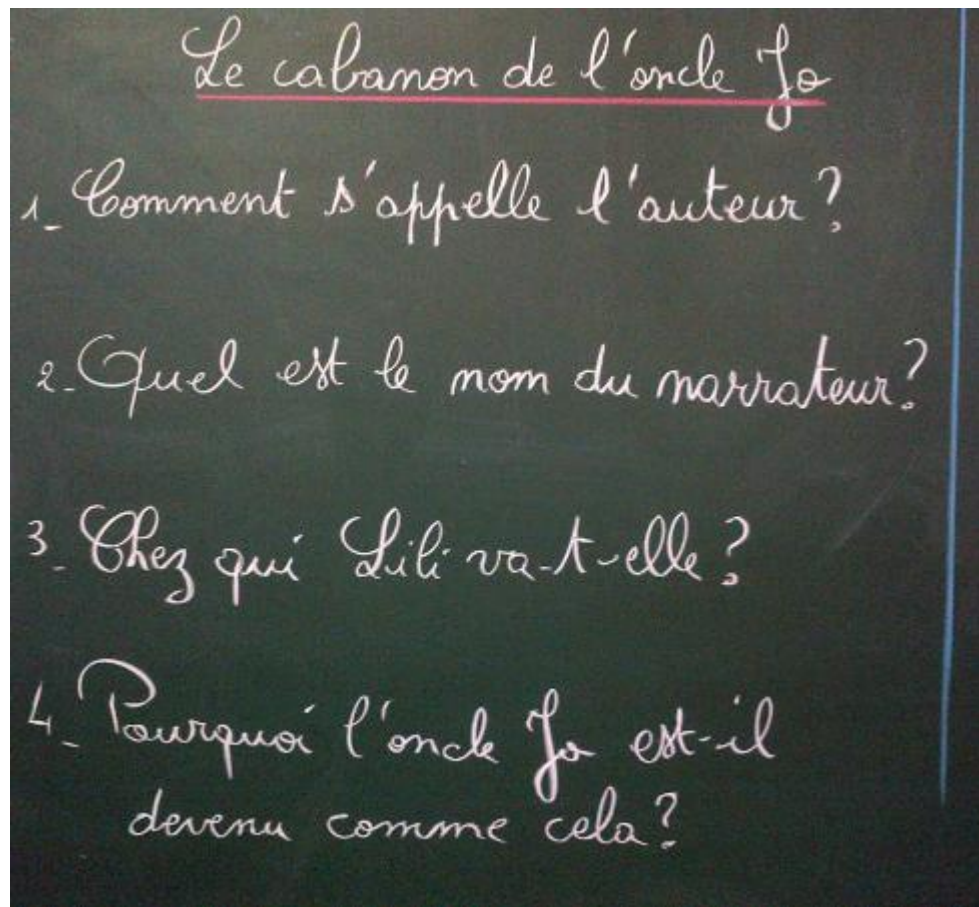 Le cabanon de l'oncle Jo
1_ Comment s'appelle l'auteur?
2_ Quel est le nom du narrateur?
3_ Chez qui Lili va-t-elle?
4_ Pourquoi l'oncle Jo est-il
devenu comme cela?